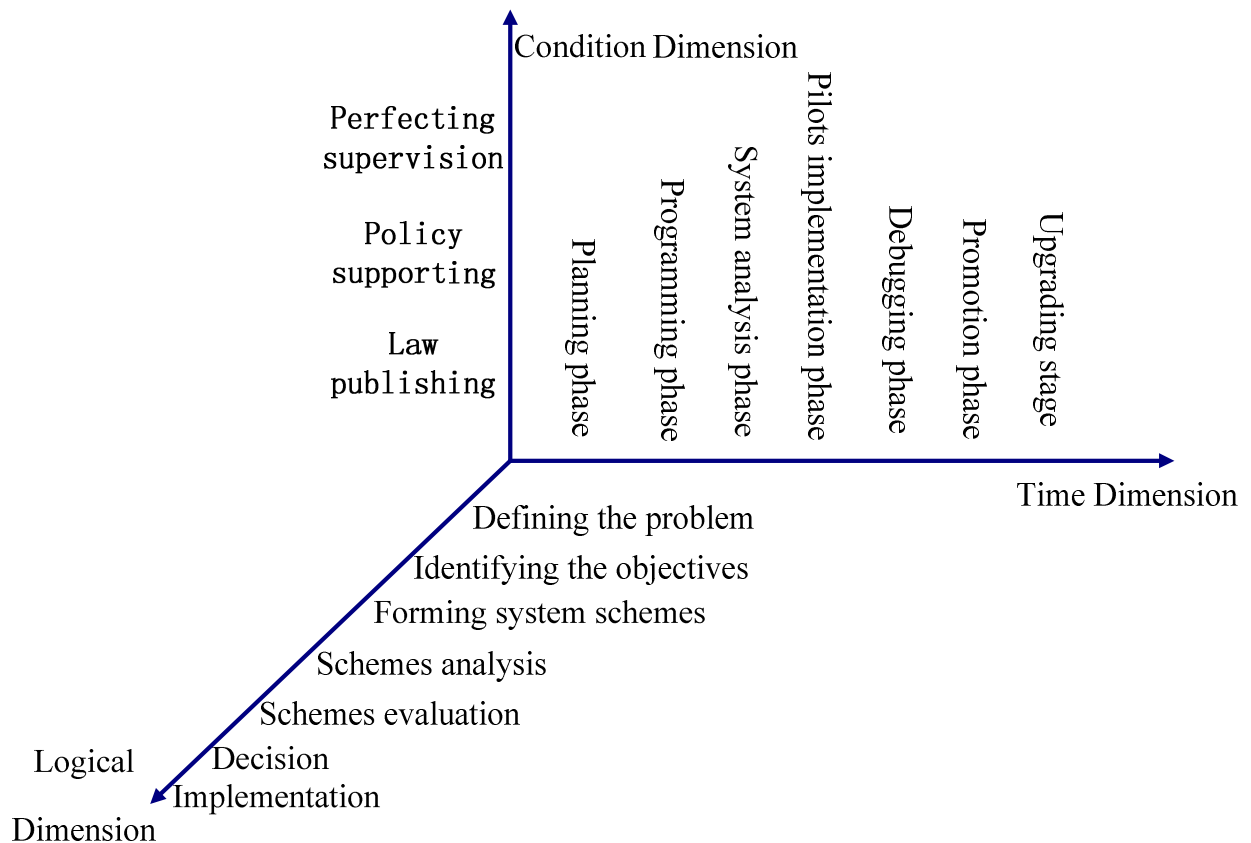 Condition Dimension
Perfecting
supervision
Policy
supporting
Law
publishing
Planning phase
Programming phase
System analysis phase
Pilots implementation phase
Debugging phase
Promotion phase
Upgrading stage
Time Dimension
Defining the problem
Identifying the objectives
Forming system schemes
Schemes analysis
Schemes evaluation
Decision
Implementation
Logical
Dimension